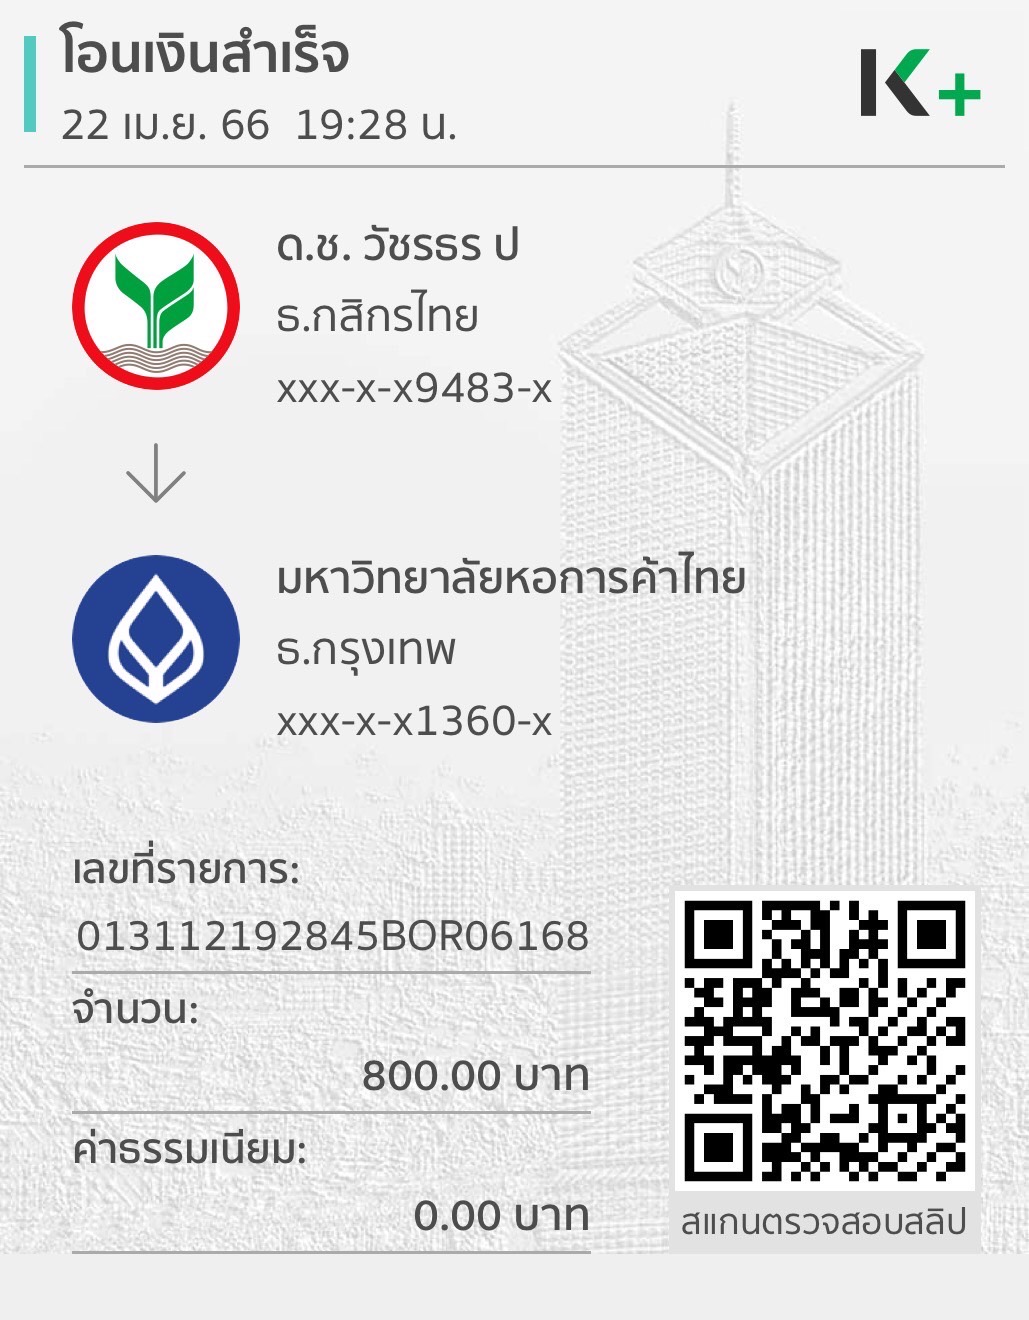 โอนเงินสำเร็จ
22 เม.ย. 66  19:28 น.
K+
ด.ช. วัชรธร ป
ธ.กสิกรไทย
xxx-x-x9483-x
มหาวิทยาลัยหอการค้าไทย
ธ.กรุงเทพ
xxx-x-x1360-x
เลขที่รายการ:
013112192845BOR06168
จำนวน:
800.00 บาท
ค่าธรรมเนียม:
0.00 บาท
สแกนตรวจสอบสลิป